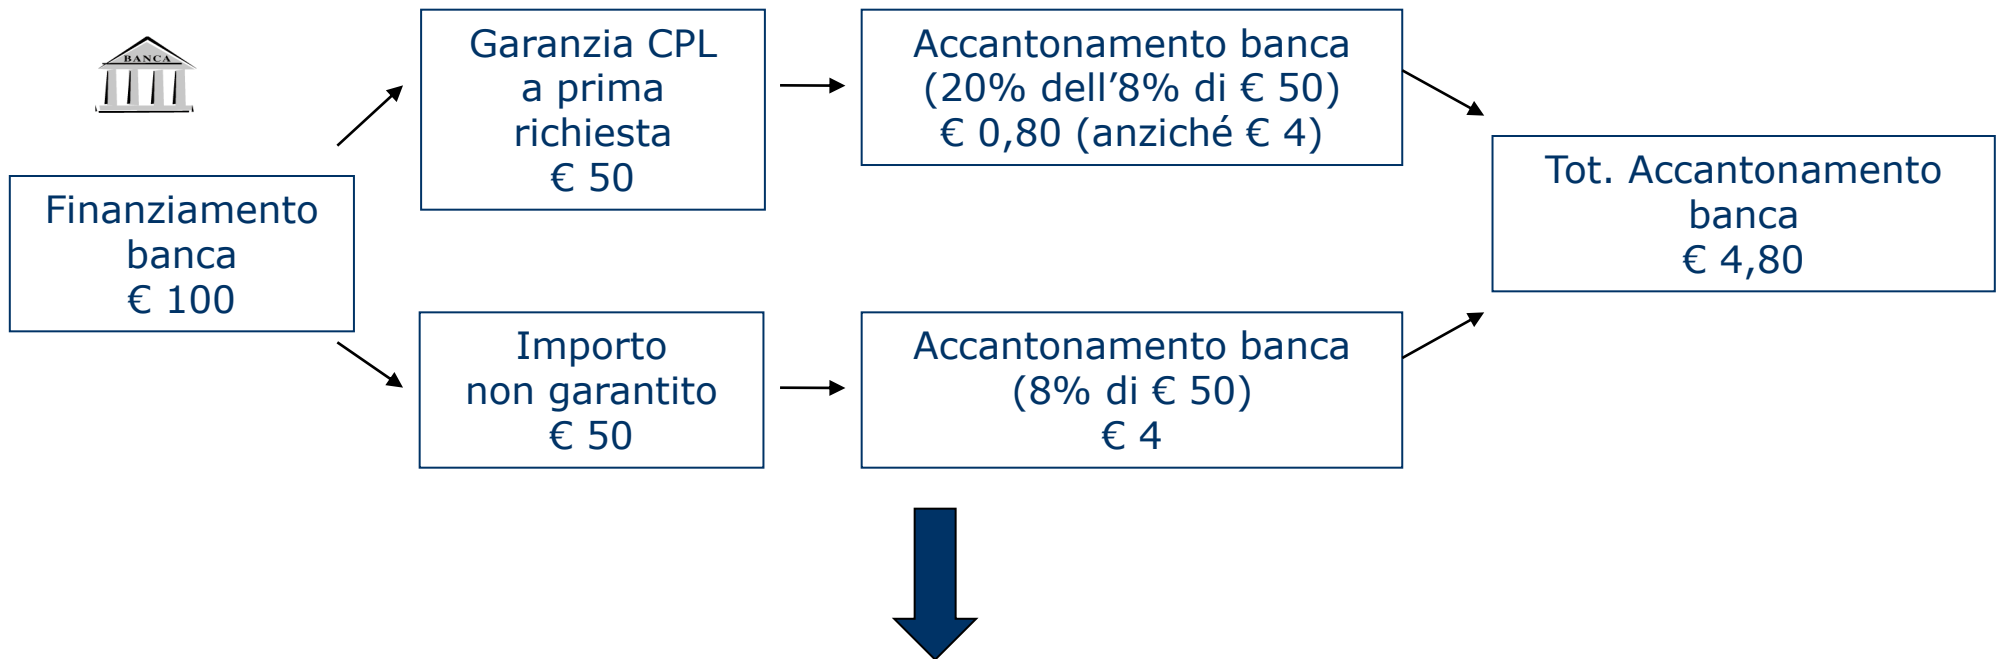 BANCA
Finanziamento
banca
€ 100
Garanzia CPL
a prima
richiesta
€ 50
Accantonamento banca
(20% dell’8% di € 50)
€ 0,80 (anziché € 4)
Importo
non garantito
€ 50
Accantonamento banca
(8% di € 50)
€ 4
Tot. Accantonamento
banca
€ 4,80